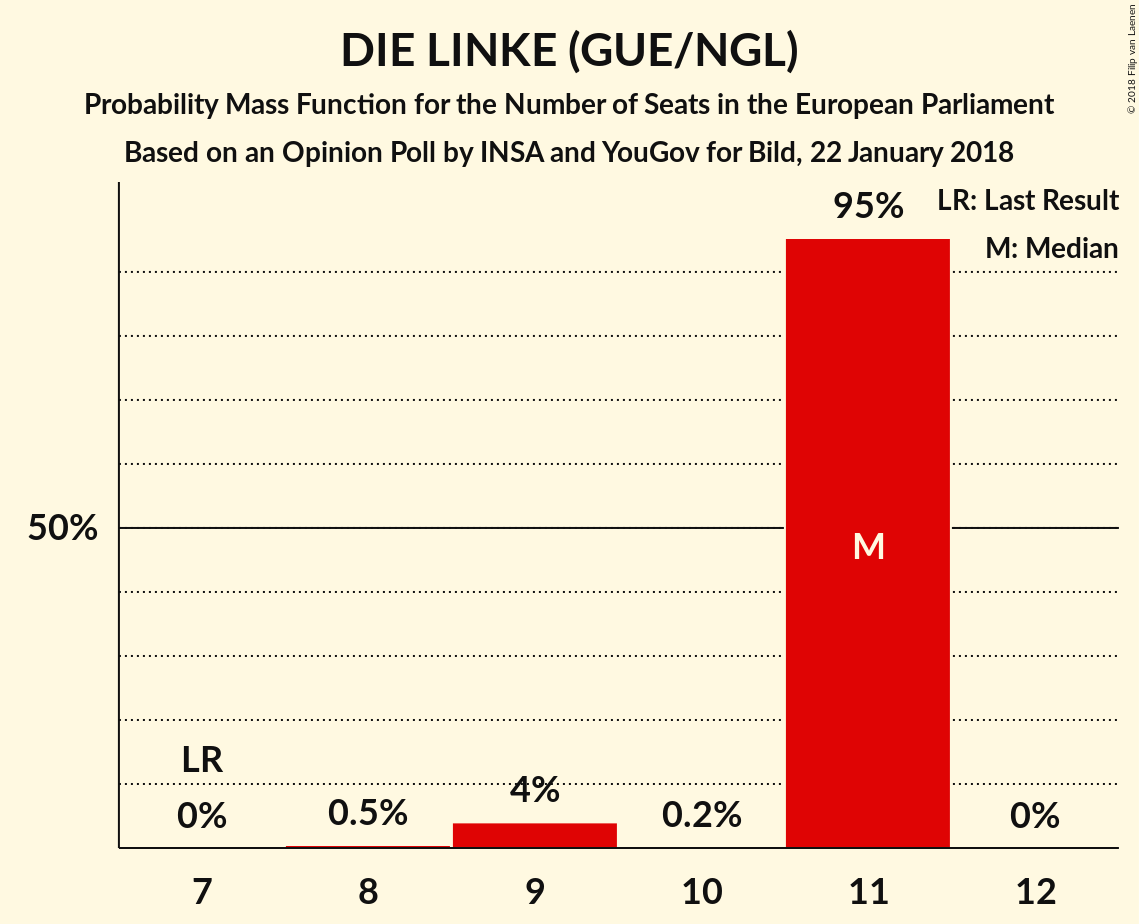 DIE LINKE (GUE/NGL)
Probability Mass Function for the Number of Seats in the European Parliament
Based on an Opinion Poll by INSA and YouGov for Bild, 22 January 2018
© 2018 Filip van Laenen
LR: Last Result
M: Median
95%
50%
M
LR
0%
0.5%
4%
0.2%
0%
7 8 9 10 11 12